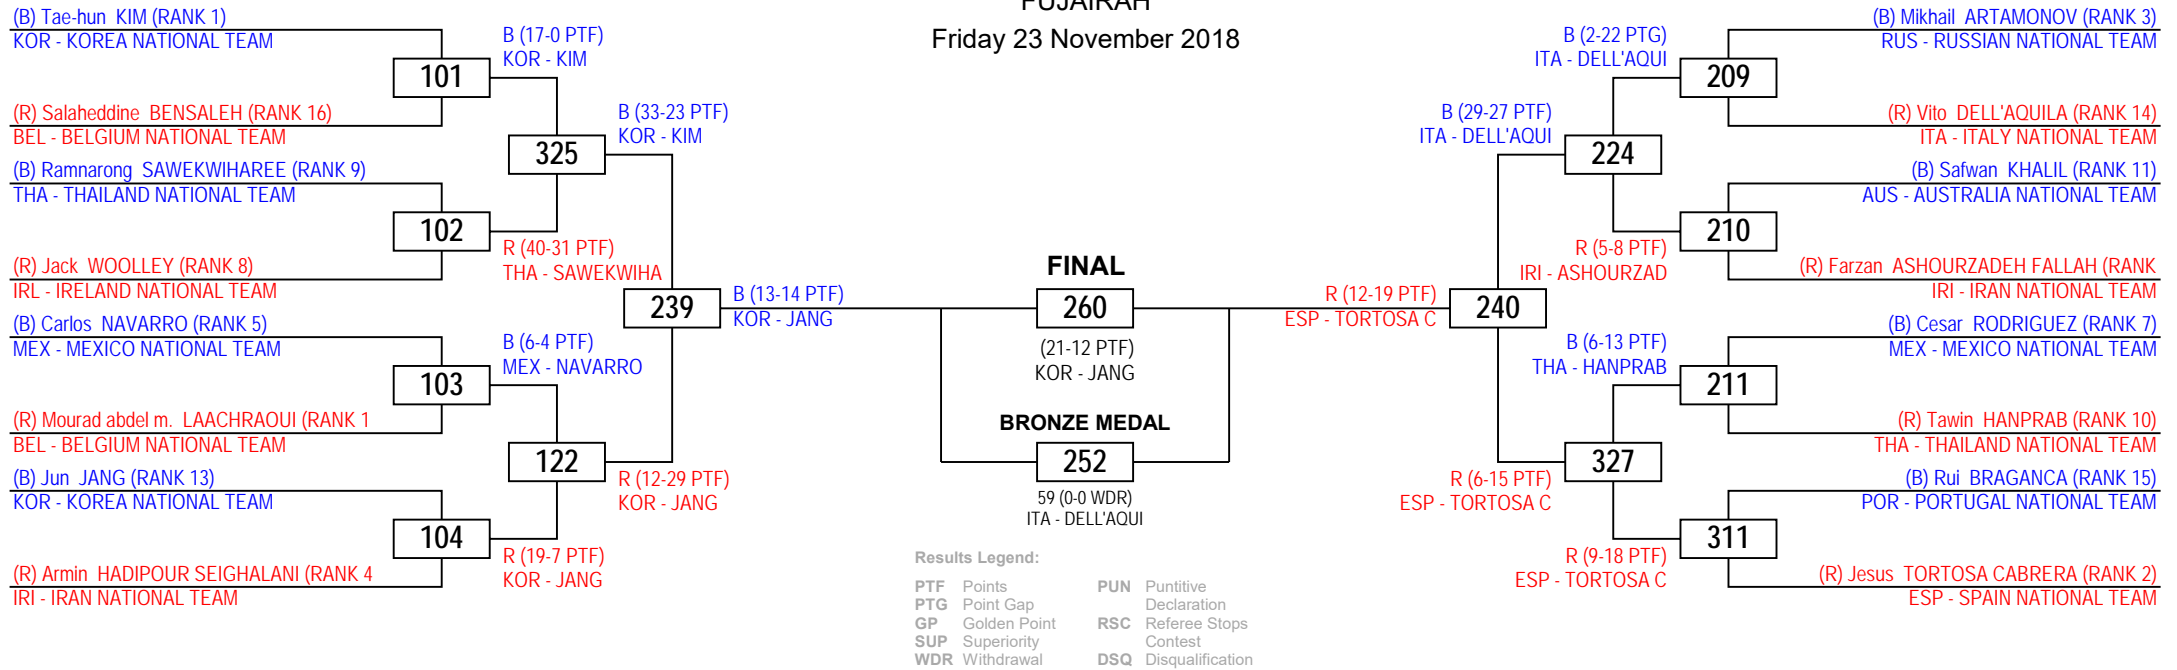 FUJAIRAH
Friday 23 November 2018
(B) Tae-hun KIM (RANK 1)
KOR - KOREA NATIONAL TEAM
101
(R) Salaheddine BENSALEH (RANK 16)
BEL - BELGIUM NATIONAL TEAM
(B) Ramnarong SAWEKWIHAREE (RANK 9)
THA - THAILAND NATIONAL TEAM
102
(R) Jack WOOLLEY (RANK 8)
IRL - IRELAND NATIONAL TEAM
(B) Carlos NAVARRO (RANK 5)
MEX - MEXICO NATIONAL TEAM
103
(R) Mourad abdel m. LAACHRAOUI (RANK 1
BEL - BELGIUM NATIONAL TEAM
(B) Jun JANG (RANK 13)
KOR - KOREA NATIONAL TEAM
104
(R) Armin HADIPOUR SEIGHALANI (RANK 4
IRI - IRAN NATIONAL TEAM
B (17-0 PTF)
KOR - KIM
325
R (40-31 PTF)
THA - SAWEKWIHA
B (6-4 PTF)
MEX - NAVARRO
122
R (19-7 PTF)
KOR - JANG
B (33-23 PTF)
KOR - KIM
239
R (12-29 PTF)
KOR - JANG
B (13-14 PTF)
KOR - JANG
FINAL
260
(21-12 PTF)
KOR - JANG
BRONZE MEDAL
252
59 (0-0 WDR)
ITA - DELL'AQUI
R (12-19 PTF)
ESP - TORTOSA C
240
B (29-27 PTF)
ITA - DELL'AQUI
224
R (6-15 PTF)
ESP - TORTOSA C
327
B (2-22 PTG)
ITA - DELL'AQUI
R (5-8 PTF)
IRI - ASHOURZAD
B (6-13 PTF)
THA - HANPRAB
R (9-18 PTF)
ESP - TORTOSA C
(B) Mikhail ARTAMONOV (RANK 3)
RUS - RUSSIAN NATIONAL TEAM
209
(R) Vito DELL'AQUILA (RANK 14)
ITA - ITALY NATIONAL TEAM
(B) Safwan KHALIL (RANK 11)
AUS - AUSTRALIA NATIONAL TEAM
210
(R) Farzan ASHOURZADEH FALLAH (RANK
IRI - IRAN NATIONAL TEAM
(B) Cesar RODRIGUEZ (RANK 7)
MEX - MEXICO NATIONAL TEAM
211
(R) Tawin HANPRAB (RANK 10)
THA - THAILAND NATIONAL TEAM
(B) Rui BRAGANCA (RANK 15)
POR - PORTUGAL NATIONAL TEAM
311
(R) Jesus TORTOSA CABRERA (RANK 2)
ESP - SPAIN NATIONAL TEAM
Results Legend:
PTF Points
PTG Point Gap
GP Golden Point
SUP Superiority
WDR Withdrawal
PUN Puntitive
Declaration
RSC Referee Stops
Contest
DSQ Disqualification